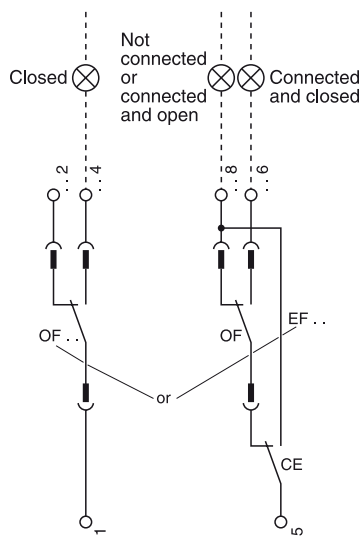 Not
connected
or
connected
and open
Closed
Connected
and closed
..2
..4
..8
..6
OF ..
or
OF
EF ..
CE
1
5